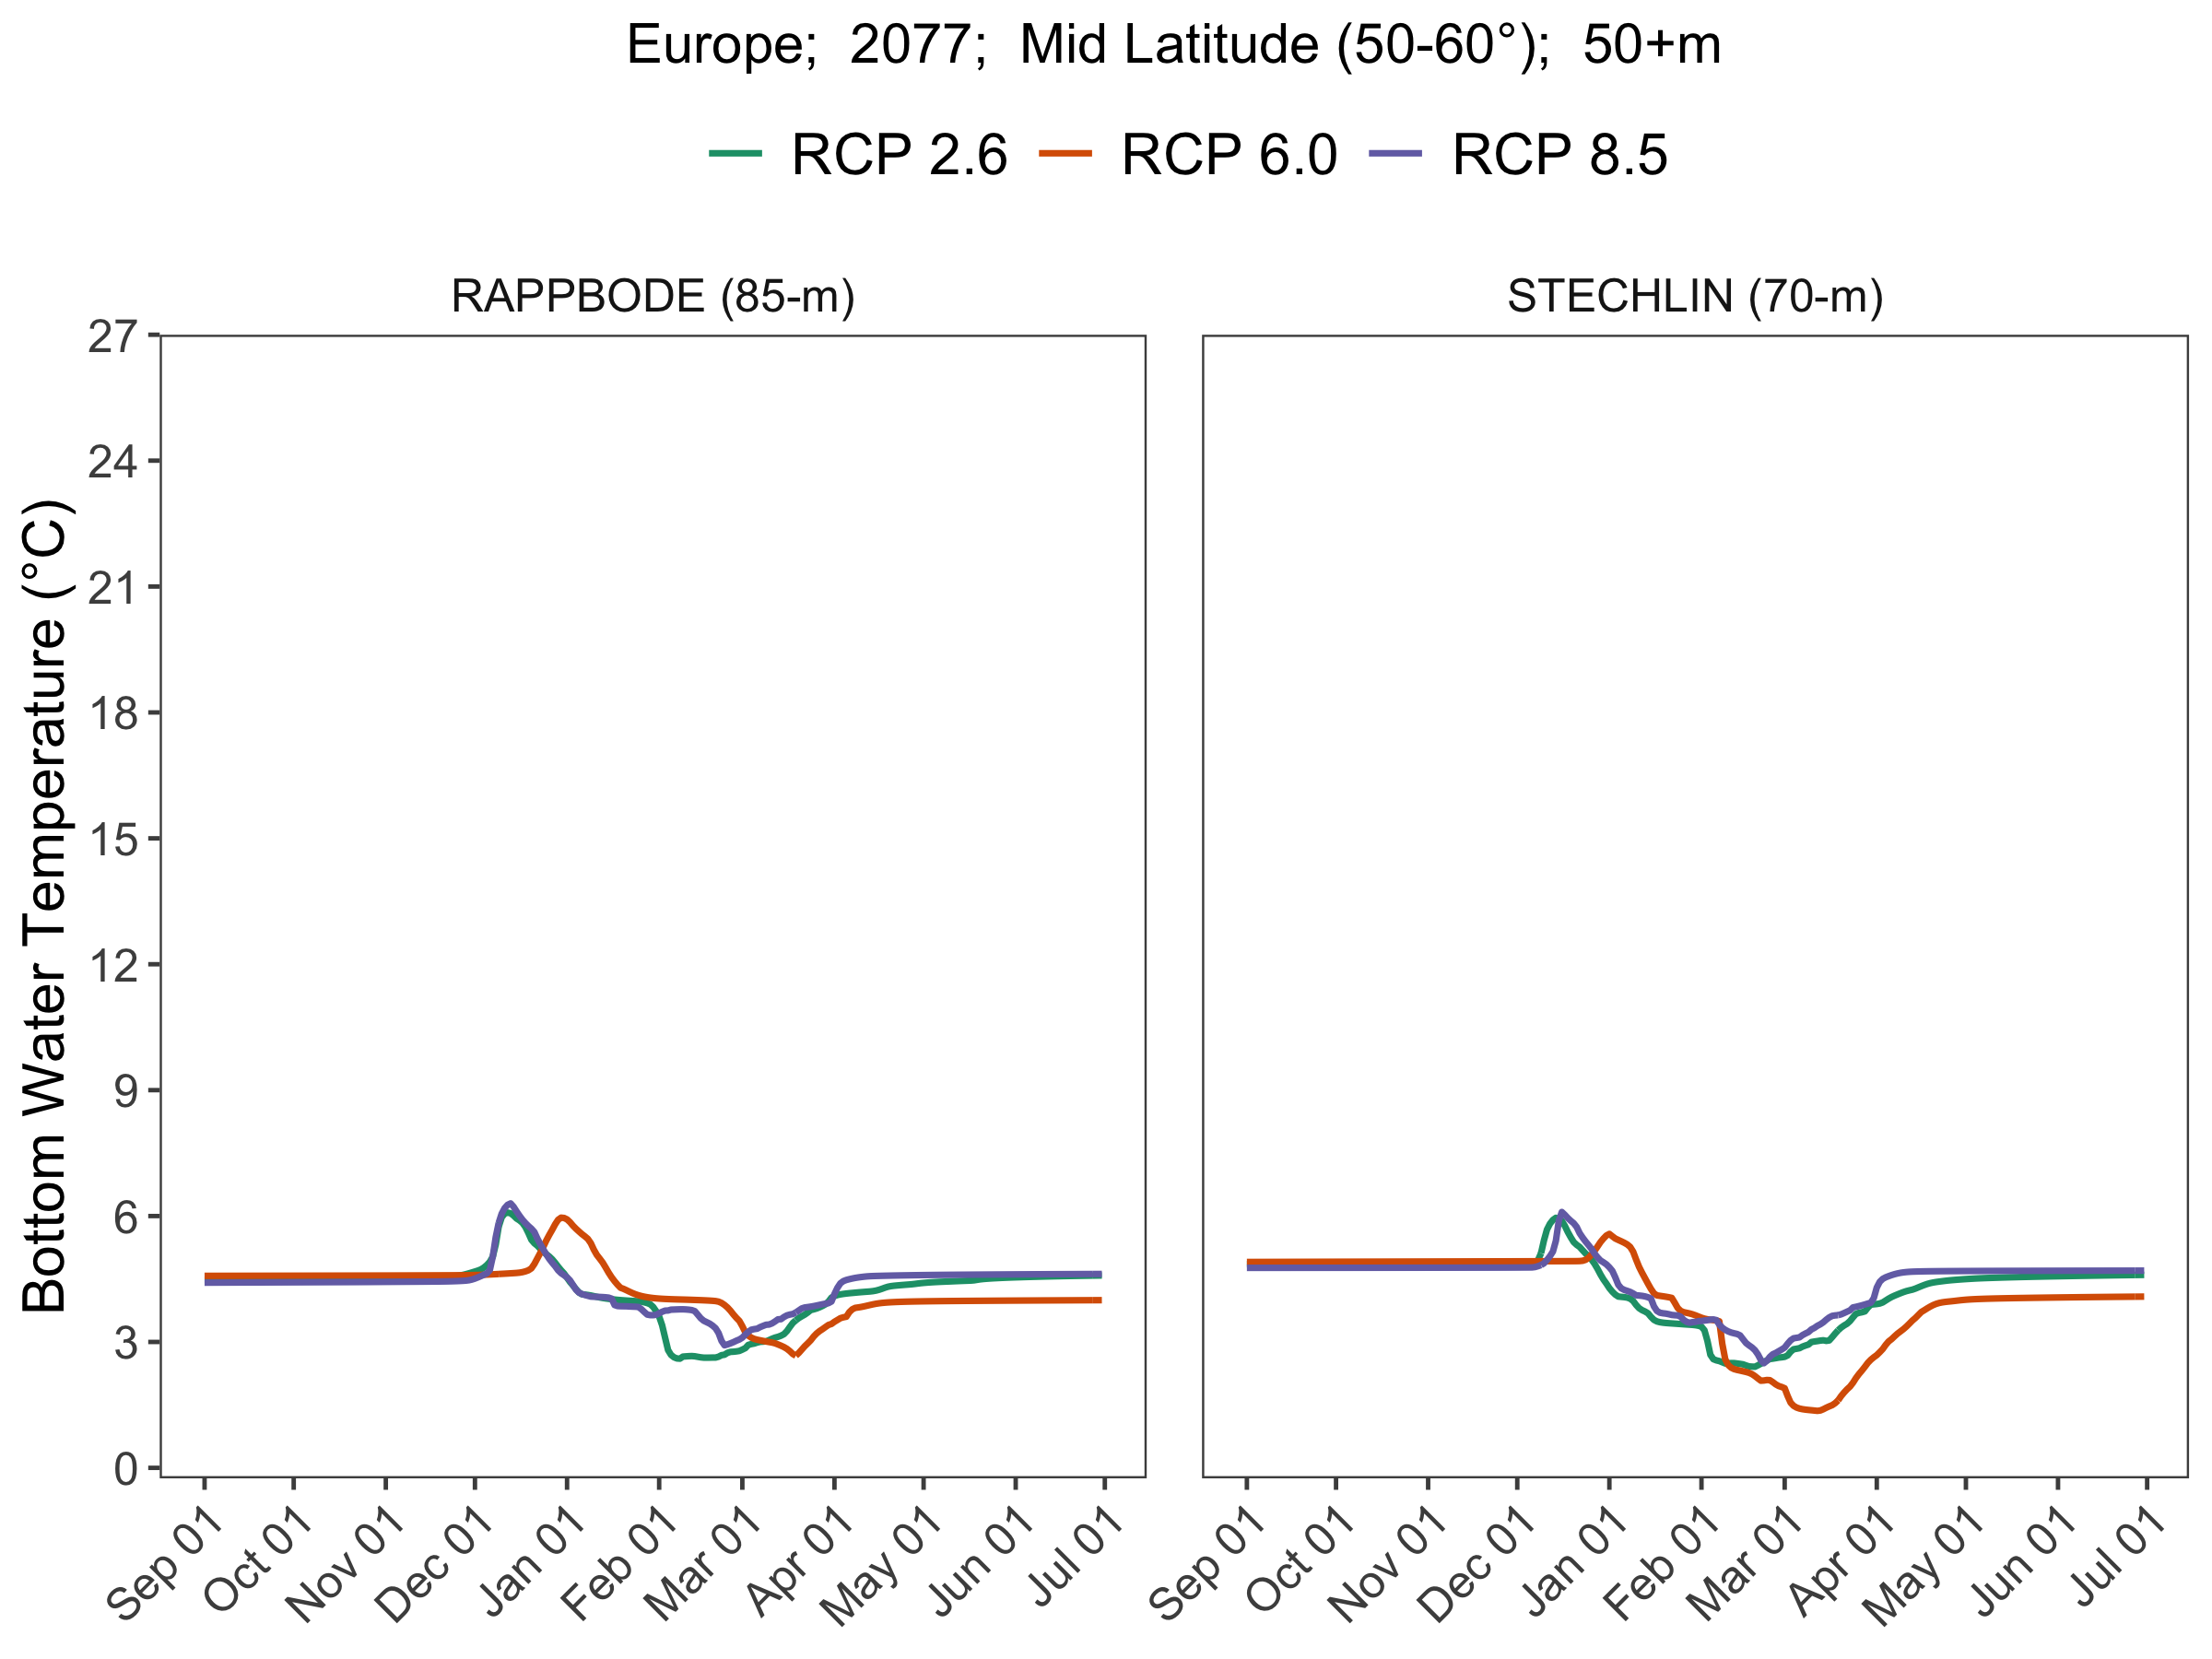 Europe;  2077;  Mid Latitude (50-60°);  50+m
RCP 2.6 RCP 6.0 RCP 8.5
RAPPBODE (85-m) STECHLIN (70-m)
Bottom Water Temperature (°C)
27
24
21
18
15
12
9
6
3
0
Sep 01 Oct 01 Nov 01 Dec 01 Jan 01 Feb 01 Mar 01 Apr 01 May 01 Jun 01 Jul 01 Sep 01 Oct 01 Nov 01 Dec 01 Jan 01 Feb 01 Mar 01 Apr 01 May 01 Jun 01 Jul 01